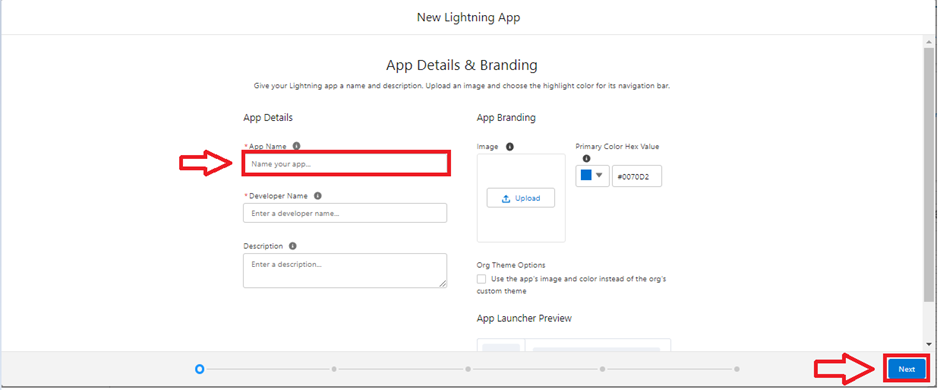 New Lightning App
App Details & Branding
Give your Lightning app a name and description. Upload an image and choose the highlight color for its navigation bar.
App Details
* App Name
Name your app...
* Developer Name
Enter a developer name...
Description
Enter a description...
App Branding
Image
Upload
Primary Color Hex Value
#0070D2
Org Theme Options
Use the app's image and color instead of the org's
custom theme
App Launcher Preview
Next